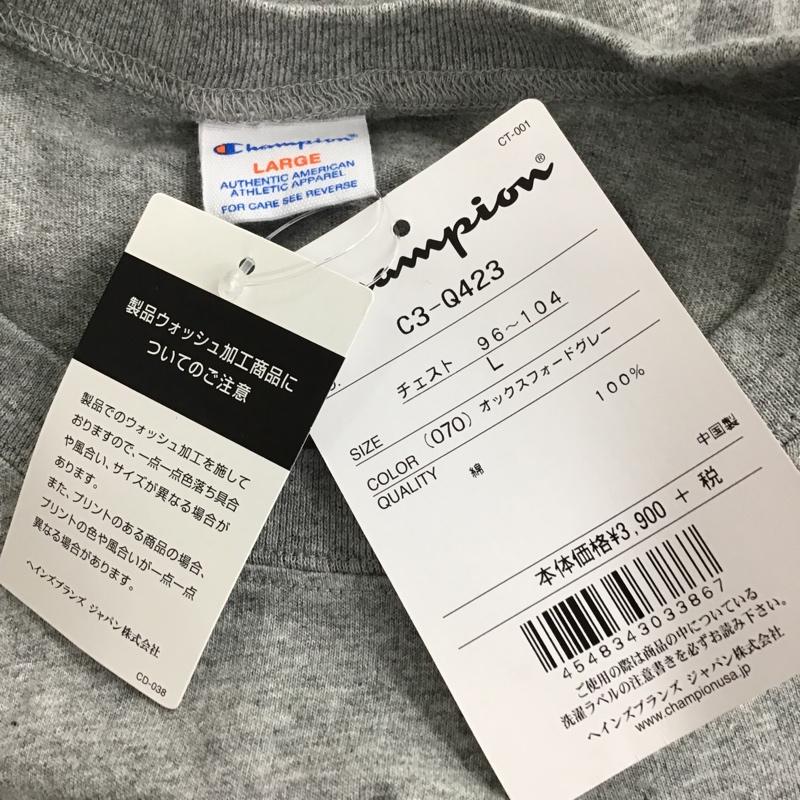 Champion
LARGE
AUTHENTIC AMERICAN
ATHLETIC APPAREL
FOR CARE SEE REVERSE
製品ウォッシュ加工商品に
ついてのご注意
製品でのウォッシュ加工を施して
おりますので、一点一点色落ち具合
や風合い、サイズが異なる場合が
あります。
また、プリントのある商品の場合、
プリントの色や風合いが一点一点
異なる場合があります。
ヘインズブランズ ジャパン株式会社
CD-038
CT-001
Champion®
C3-Q423
チェスト 96~104
SIZE L
COLOR (070) オックスフォードグレー
QUALITY 綿 100%
中国製
本体価格¥3,900 + 税
4548343033867
ご使用の際は商品の中についている
洗濯ラベルの注意書きを必ずお読み下さい。
ヘインズブランズ ジャパン株式会社
www.championusa.jp